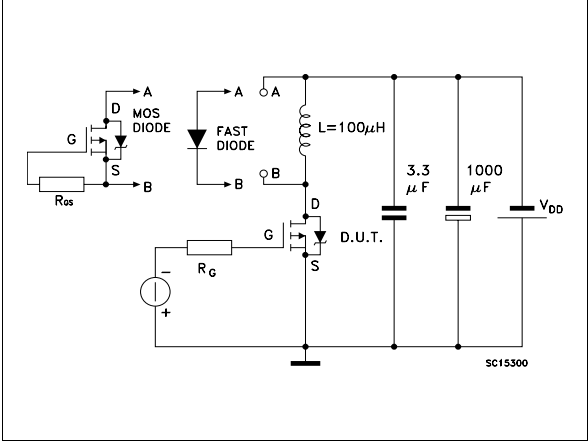 A
D
MOS
DIODE
G
S
B
RGS
A
FAST
DIODE
B
A
L=100μH
B
D
G
S
D.U.T.
RG
-
+
3.3
μF
1000
μF
VDD
SC15300